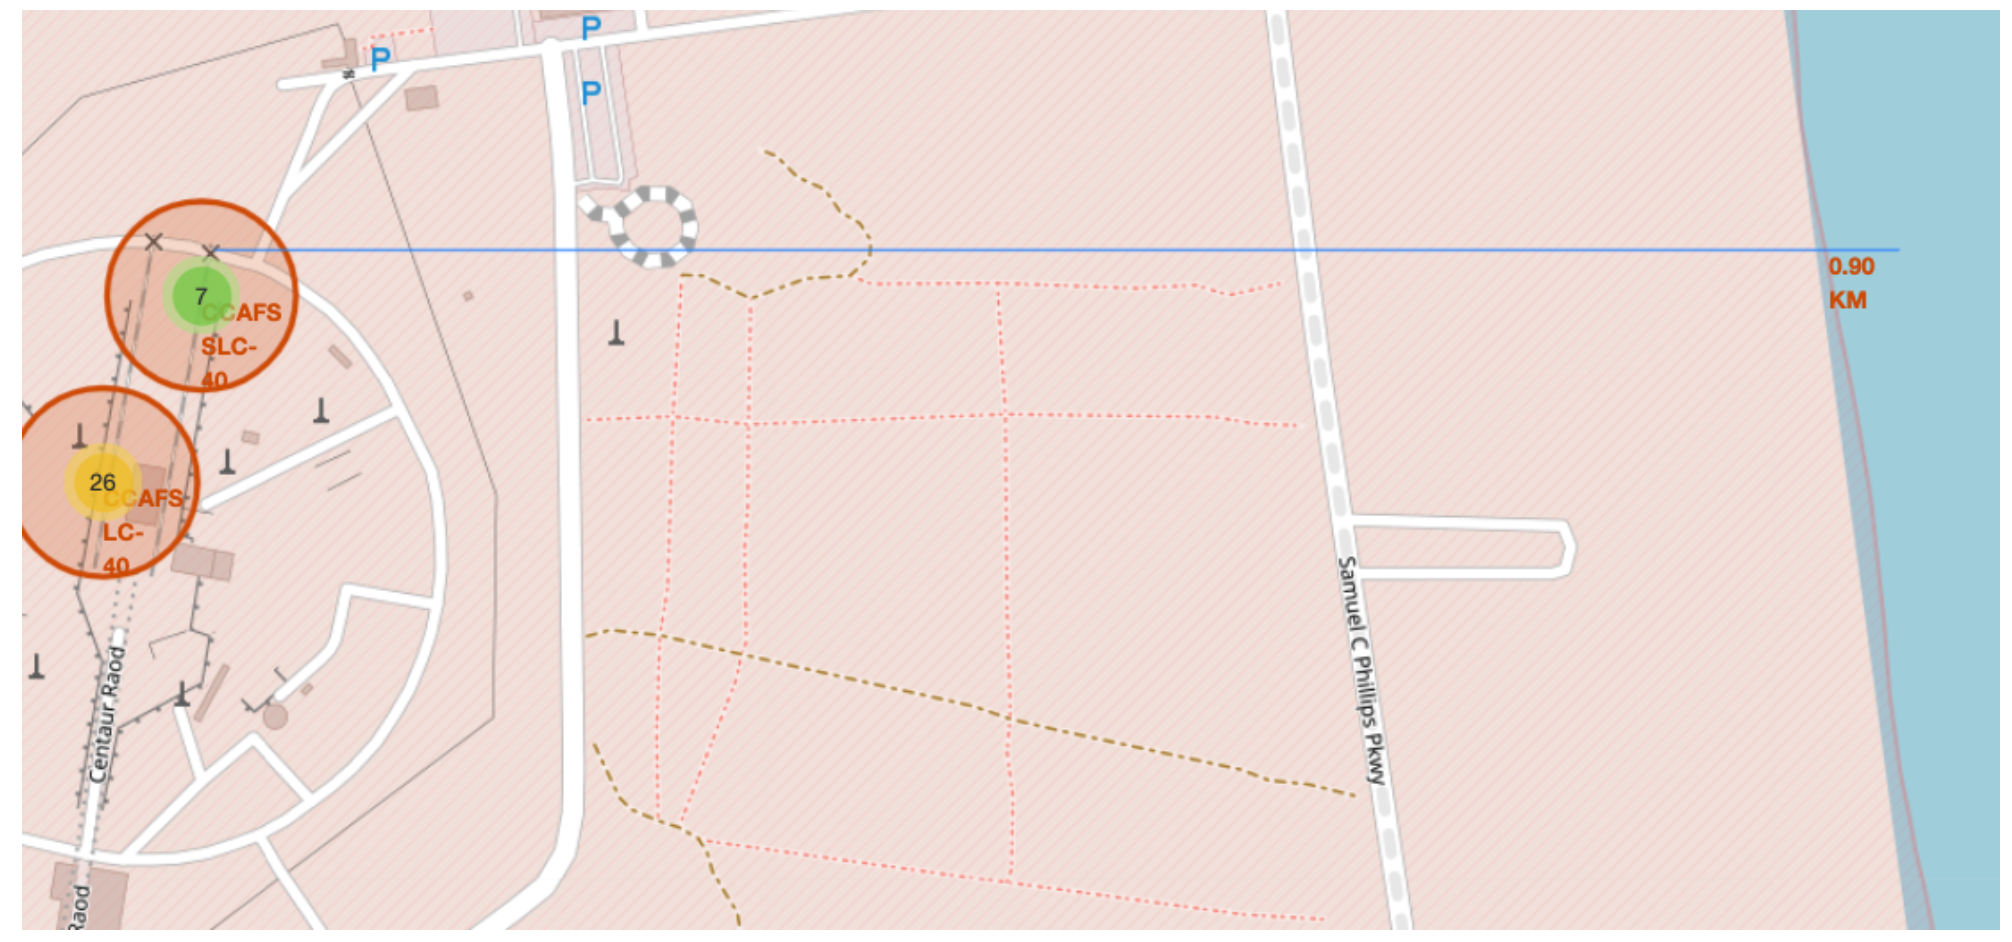 P
P
P
7
CCAFS
SLC-
40
0.90
KM
26
CCAFS
LC-
40
Samuel C Phillips Pkwy
Centaur Raod
Raod